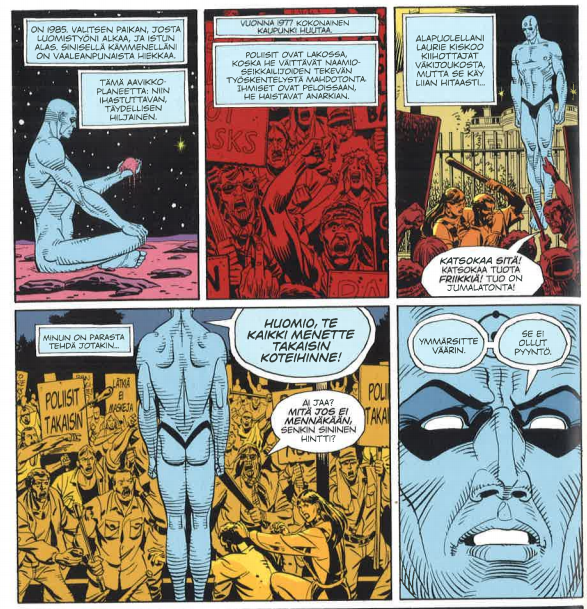 ON 1985. VALITSEN PAIKAN, JOSTA
LUOMISTYÖNI ALKAA, JA ISTUN
ALAS. SINISELLÄ KÄMMENELLÄNI
ON VAALEANPUNAISTA HIEKKAA.
TÄMÄ AAVIKKO-
PLANEETTA: NIIN
IHASTUTTAVAN,
TÄYDELLISEN
HILJAINEN.
VUONNA 1977 KOKONAINEN
KAUPUNKI HUUTAA.
POLIISIT OVAT LAKOSSA,
KOSKA HE VÄITTÄVÄT NAAMIO-
SEIKKAILIJOIDEN TEKEVÄN
TYÖSKENTELYSTÄ MAHDOTONTA.
IHMISET OVAT PELOISSAAN,
HE HAISTAVAT ANARKIAN.
ALAPUOLELLANI
LAURIE KISKOO
KIIHOTTAJAT
VÄKIJOUKOSTA,
MUTTA SE KÄY
LIIAN HITAASTI...
KATSOKAA SITÄ!
KATSOKAA TUOTA
FRIIKKIÄ! TUO ON
JUMALATONTA!
MINUN ON PARASTA
TEHDÄ JOTAKIN...
HUOMIO, TE
KAIKKI MENETTE
TAKAISIN
KOTEIHINNE!
AI JAA?
MITÄ JOS EI
MENNÄKÄÄN,
SENKIN SININEN
HINTTI?
POLIISIT
TAKAISIN
LÄTKIÄ
EI
MASKEJA
YMMÄRSITTE
VÄÄRIN.
SE EI
OLLUT
PYYNTÖ.